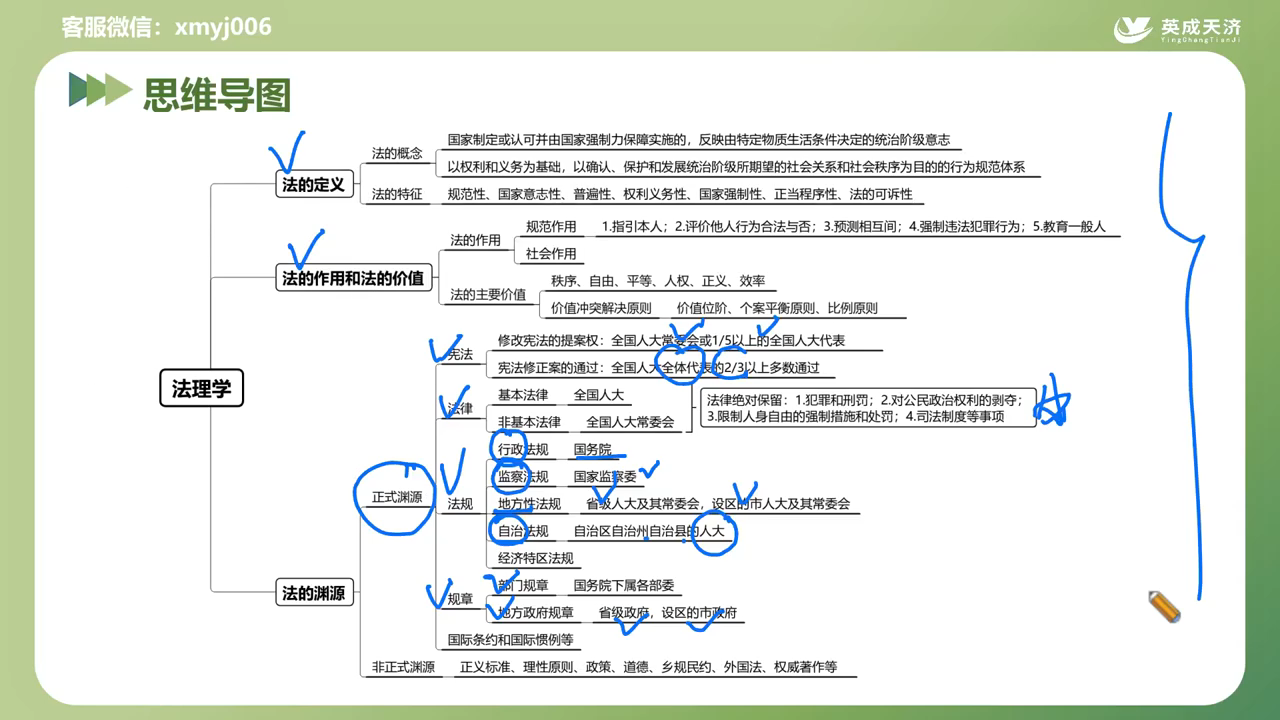 客服微信：xmyj006
英成天济
YingChengTianJi
思维导图
法理学
法的定义
法的概念
国家制定或认可并由国家强制力保障实施的，反映由特定物质生活条件决定的统治阶级意志
以权利和义务为基础，以确认、保护和发展统治阶级所期望的社会关系和社会秩序为目的的行为规范体系
法的特征
规范性、国家意志性、普遍性、权利义务性、国家强制性、正当程序性、法的可诉性
法的作用和法的价值
法的作用
规范作用
1.指引本人；2.评价他人行为合法与否；3.预测相互间；4.强制违法犯罪行为；5.教育一般人
社会作用
法的主要价值
秩序、自由、平等、人权、正义、效率
价值冲突解决原则
价值位阶、个案平衡原则、比例原则
法的渊源
正式渊源
宪法
修改宪法的提案权：全国人大常委会或1/5以上的全国人大代表
宪法修正案的通过：全国人大全体代表的2/3以上多数通过
法律
基本法律
全国人大
非基本法律
全国人大常委会
法律绝对保留：1.犯罪和刑罚；2.对公民政治权利的剥夺；
3.限制人身自由的强制措施和处罚；4.司法制度等事项
法规
行政法规
国务院
监察法规
国家监察委
地方性法规
省级人大及其常委会，设区的市人大及其常委会
自治法规
自治区自治州自治县的人大
经济特区法规
规章
部门规章
国务院下属各部委
地方政府规章
省级政府，设区的市政府
国际条约和国际惯例等
非正式渊源
正义标准、理性原则、政策、道德、乡规民约、外国法、权威著作等